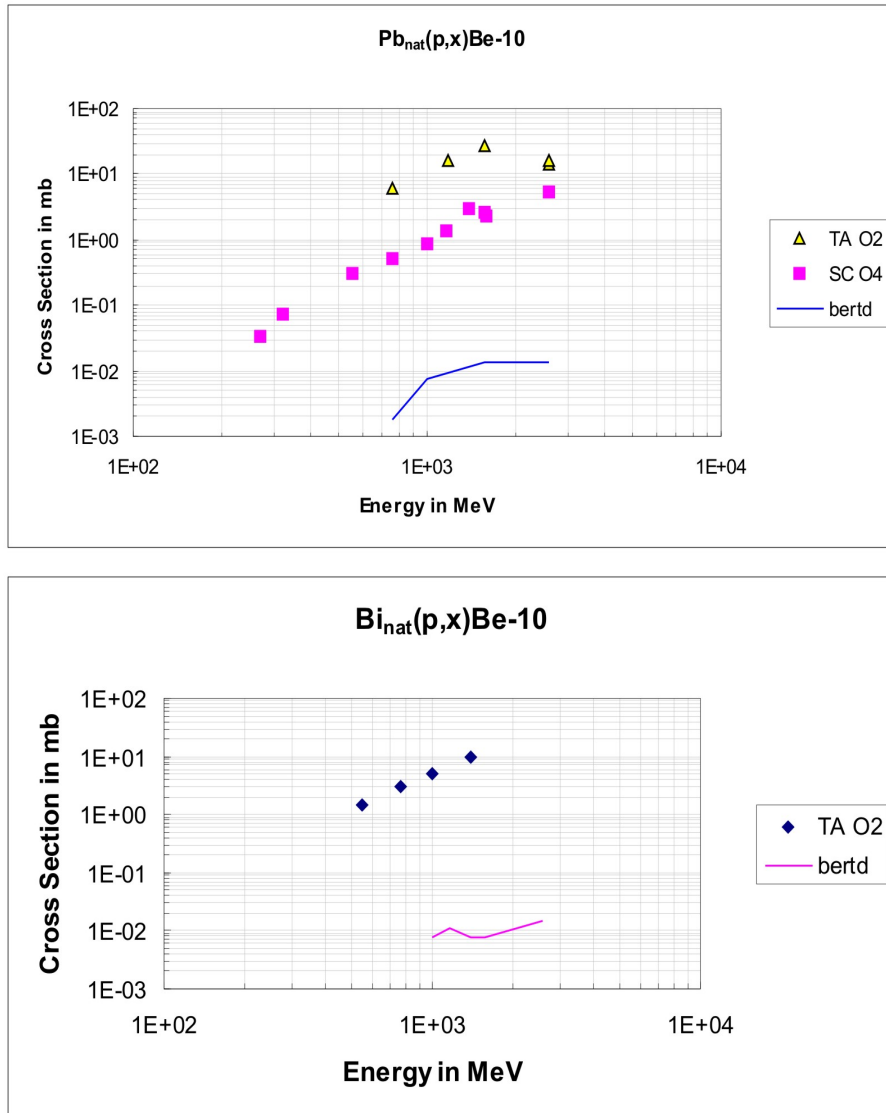 Pbnat(p,x)Be-10
1E+02
1E+01
1E+00
1E-01
1E-02
1E-03
Cross Section in mb
1E+02 1E+03 1E+04
Energy in MeV
TA O2
SC O4
bertd
Binat(p,x)Be-10
1E+02
1E+01
1E+00
1E-01
1E-02
1E-03
Cross Section in mb
1E+02 1E+03 1E+04
Energy in MeV
TA O2
bertd